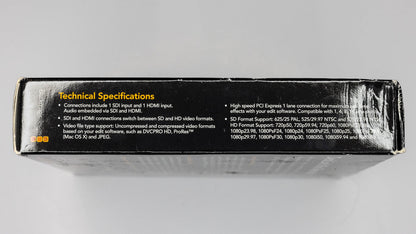 Technical Specifications
• Connections include 1 SDI input and 1 HDMI input.
Audio embedded via SDI and HDMI.
• SDI and HDMI connections switch between SD and HD video formats.
• Video file type support: Uncompressed and compressed video formats
based on your edit software, such as DVCPRO HD, ProRes™
(Mac OS X) and JPEG.
• High speed PCI Express 1 lane connection for maximum
effects with your edit software. Compatible with 1, 4,
• SD Format Support: 625/25 PAL, 525/29.97 NTSC and
HD Format Support: 720p50, 720p59.94, 720p60,
1080p23.98, 1080PsF24, 1080p24, 1080PsF25, 1080p25,
1080p29.97, 1080PsF30, 1080p30, 1080i50, 1080i59.94 and